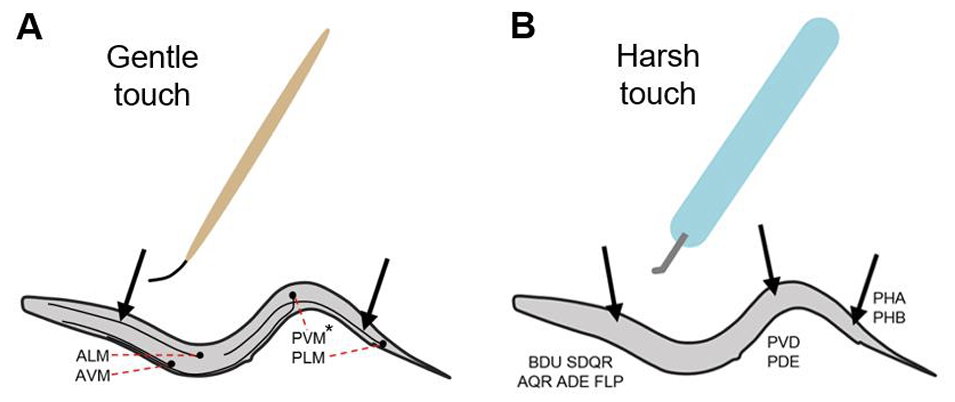 A
Gentle
touch
ALM
AVM
PVM*
PLM
B
Harsh
touch
BDU SDQR
AQR ADE FLP
PVD
PDE
PHA
PHB